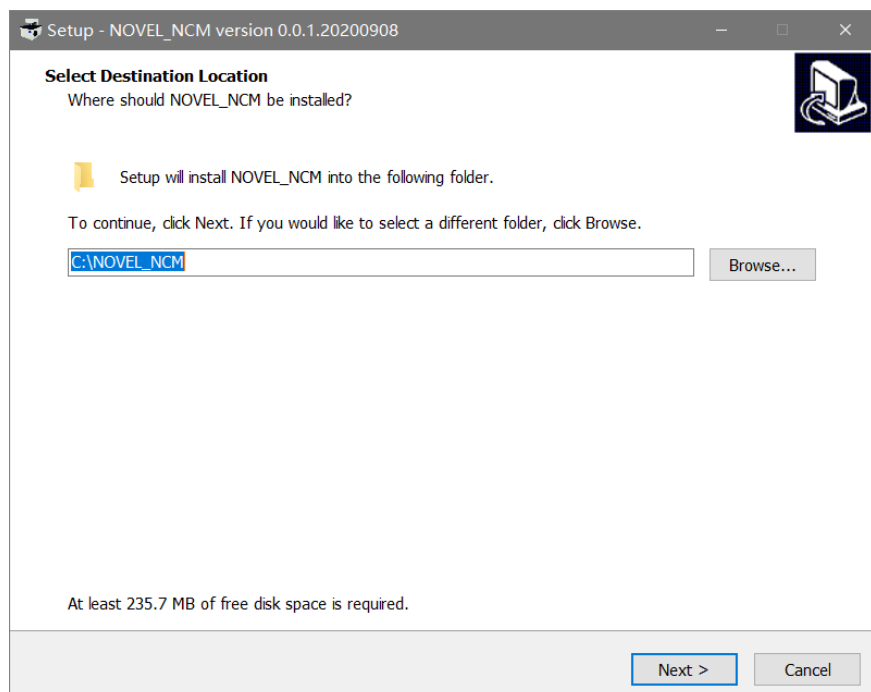 Setup - NOVEL_NCM version 0.0.1.20200908
Select Destination Location
Where should NOVEL_NCM be installed?
Setup will install NOVEL_NCM into the following folder.
To continue, click Next. If you would like to select a different folder, click Browse.
C:\NOVEL_NCM
Browse...
At least 235.7 MB of free disk space is required.
Next >
Cancel